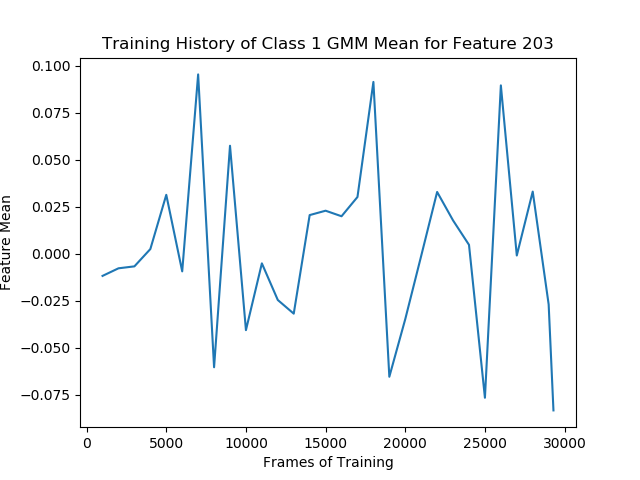 Training History of Class 1 GMM Mean for Feature 203
0.100
0.075
0.050
0.025
0.000
−0.025
−0.050
−0.075
Feature Mean
0 5000 10000 15000 20000 25000 30000
Frames of Training